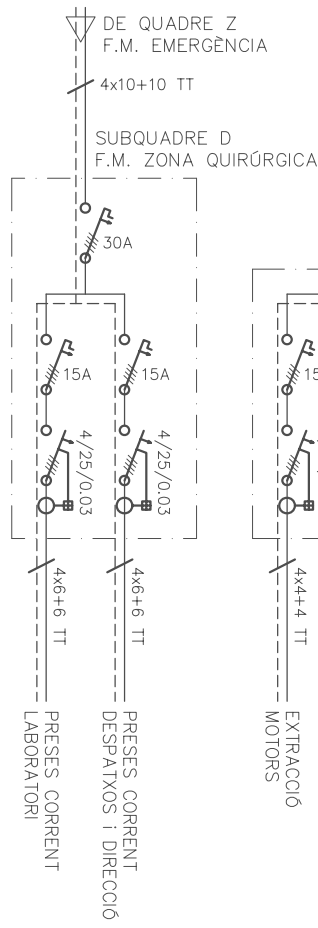 DE QUADRE Z
F.M. EMERGÈNCIA
4x10+10 TT
SUBQUADRE D
F.M. ZONA QUIRÚRGICA
30A
15A
15A
4/25/0.03
4/25/0.03
4x6+6 TT
4x6+6 TT
4x4+4 TT
PRESES CORRENT
LABORATORI
PRESES CORRENT
DESPATXOS i DIRECCIÓ
EXTRACCIÓ
MOTORS